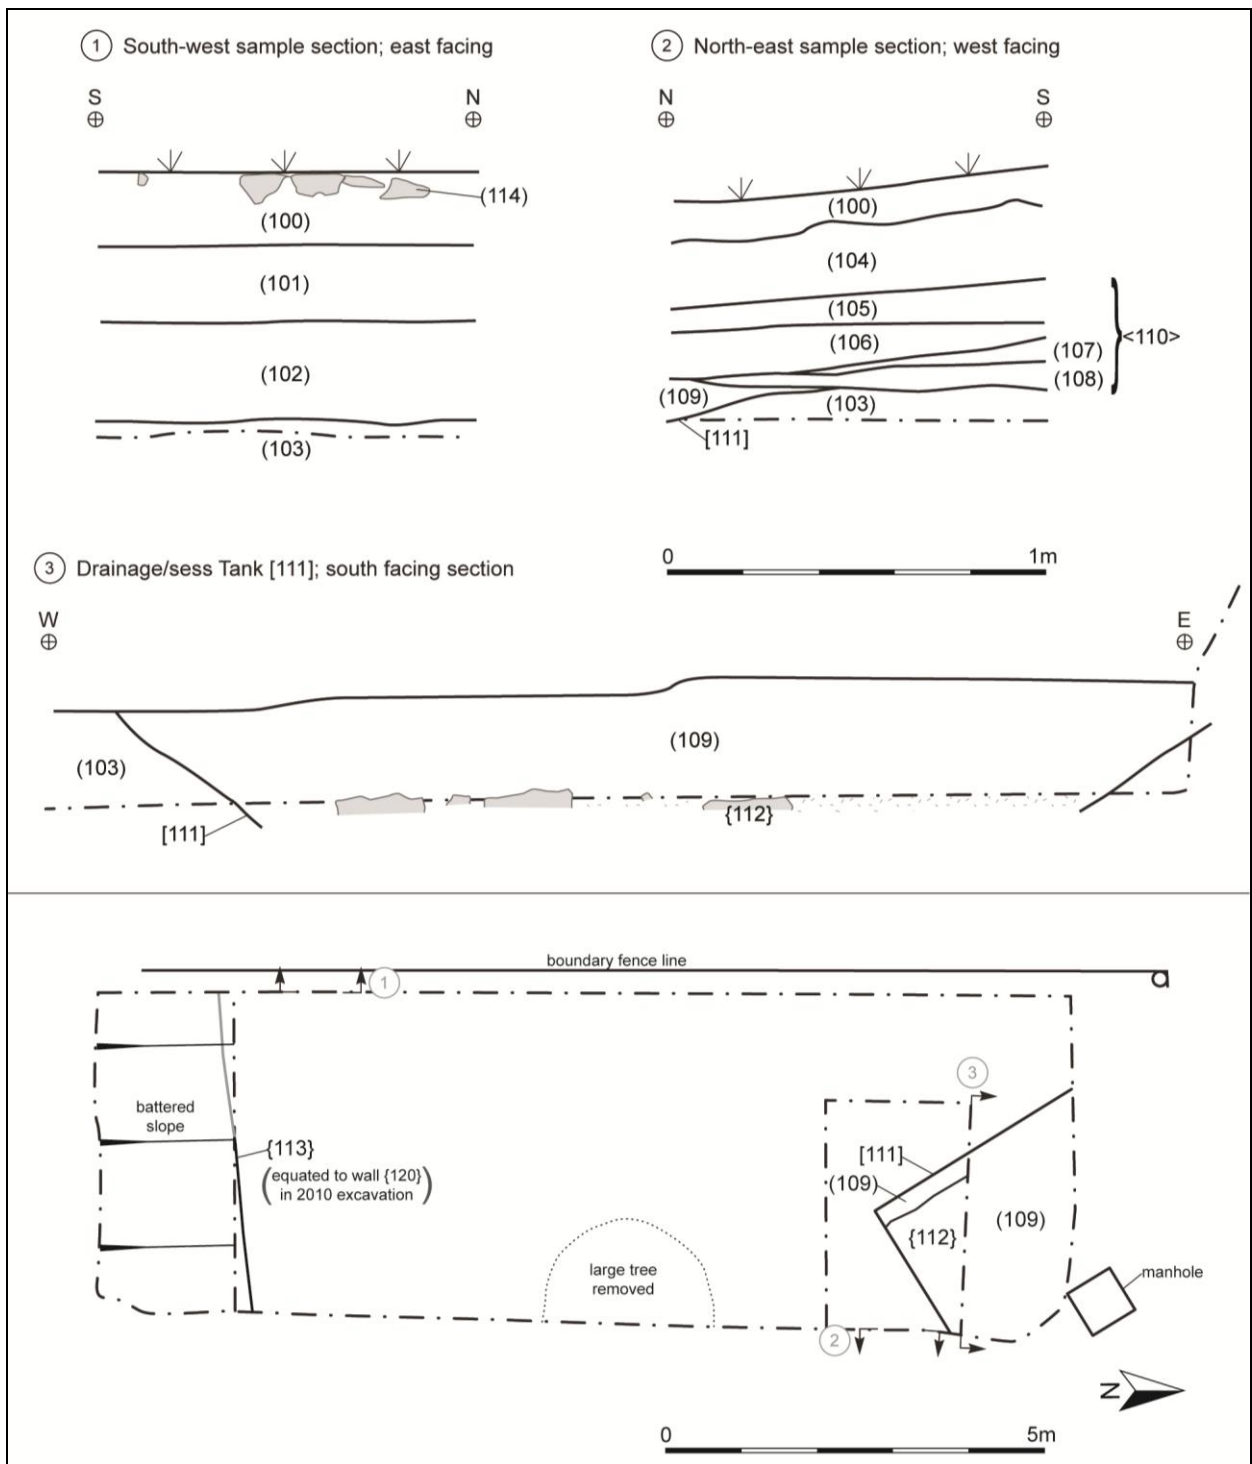 1 South-west sample section; east facing
S
N
(114)
(100)
(101)
(102)
(103)
2 North-east sample section; west facing
N
S
(100)
(104)
(105)
(106)
(107)
(108)
<110>
(109)
(103)
[111]
0 1m
3 Drainage/sess Tank [111]; south facing section
W
E
(109)
(103)
{112}
[111]
boundary fence line
1
battered
slope
{113}
(equated to wall {120}
in 2010 excavation)
large tree
removed
3
[111]
(109)
(109)
{112}
manhole
2
N
0 5m